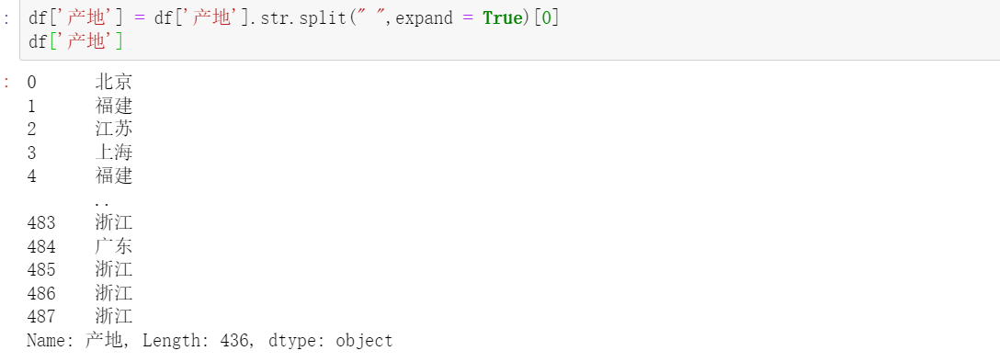 : df['产地'] = df['产地'].str.split(" ",expand = True)[0]
df['产地']
: 0 北京
1 福建
2 江苏
3 上海
4 福建
..
483 浙江
484 广东
485 浙江
486 浙江
487 浙江
Name: 产地, Length: 436, dtype: object